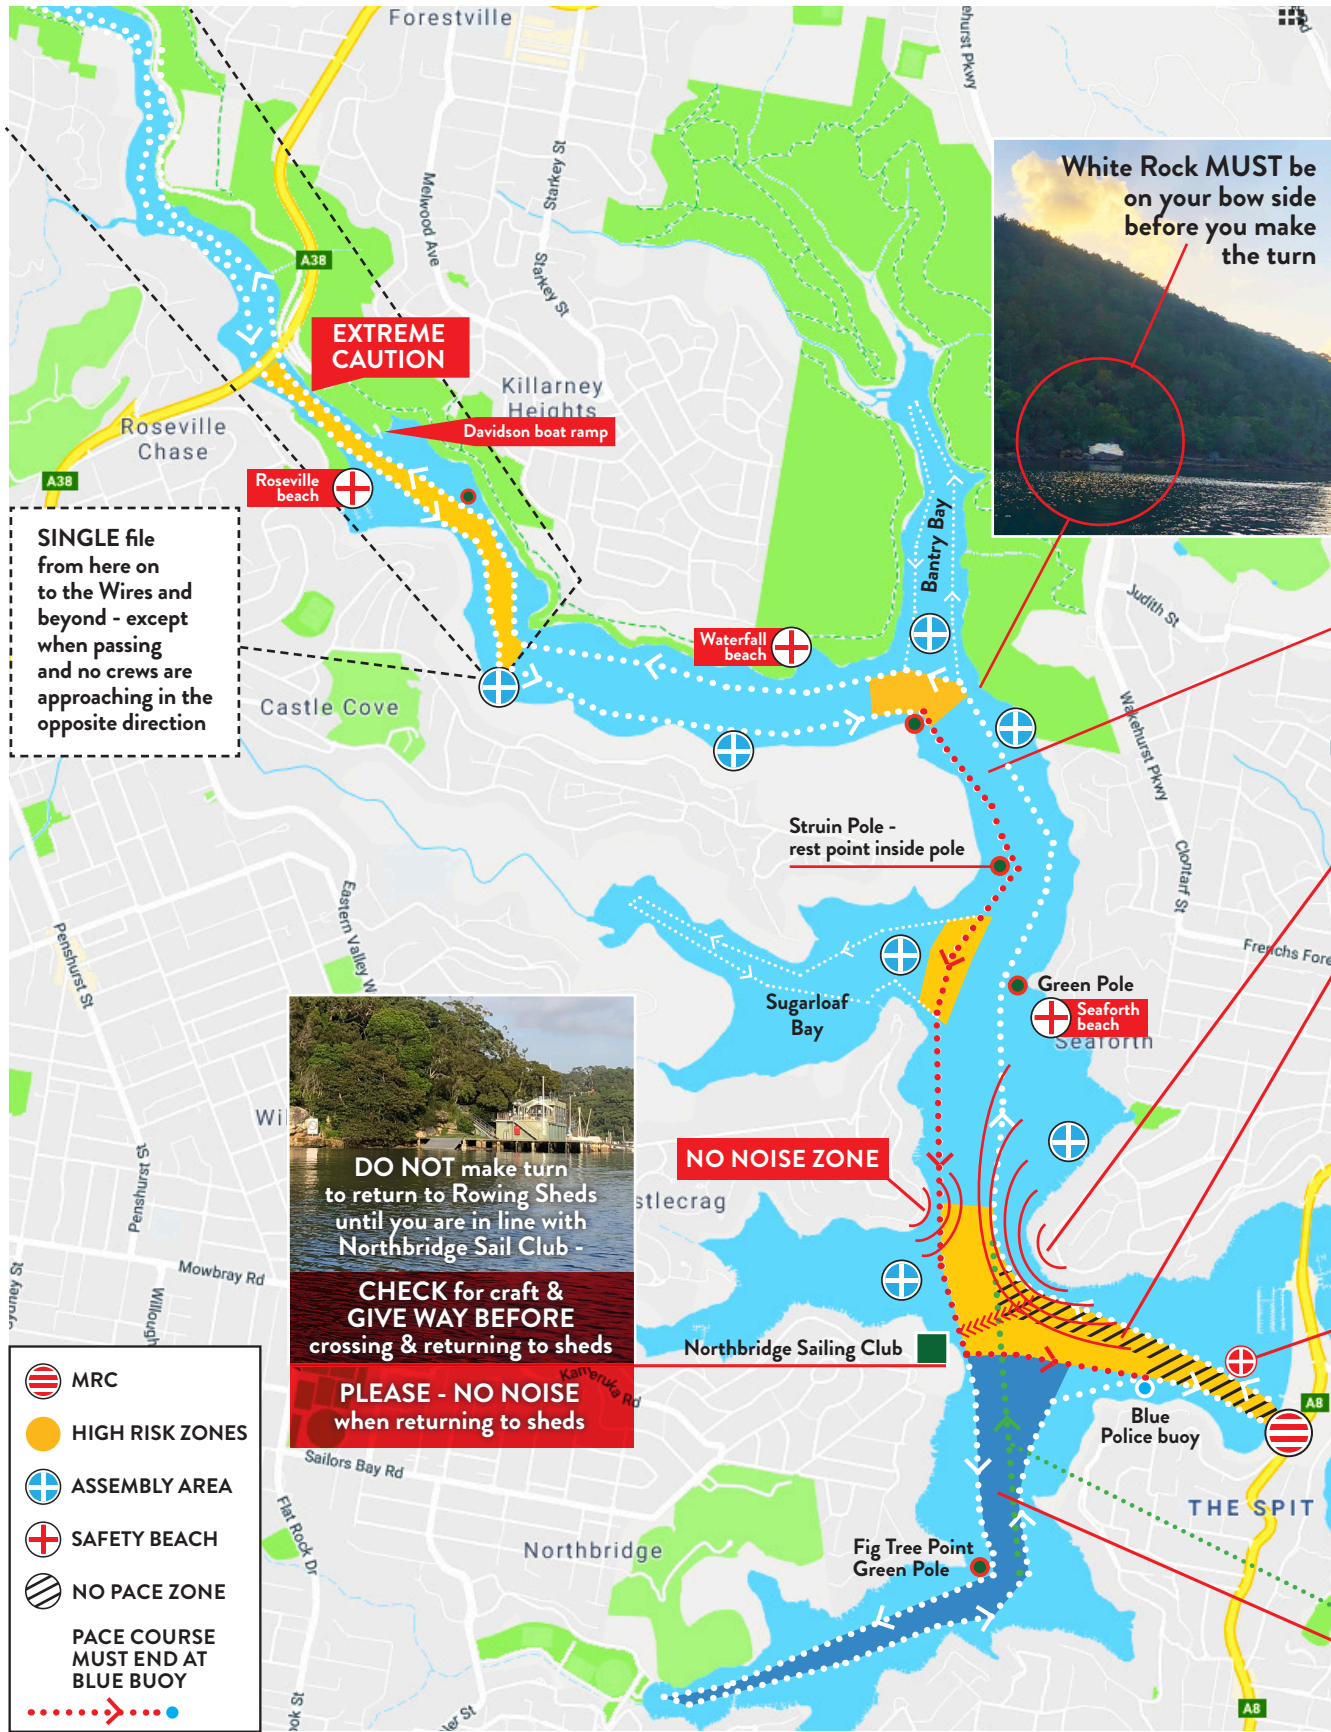 Forestville
ehurst Pkwy
White Rock MUST be
on your bow side
before you make
the turn
Melwood Ave
Starkey St
Starkey St
A38
EXTREME
CAUTION
Killarney
Heights
Davidson boat ramp
Roseville
Chase
A38
Roseville
beach
SINGLE file
from here on
to the Wires and
beyond - except
when passing
and no crews are
approaching in the
opposite direction
Bantry Bay
Judith St
Waterfall
beach
Castle Cove
Wakehurst Pkwy
Struin Pole -
rest point inside pole
Clontarf St
Eastern Valley W
Penshurst St
Frenchs Fore
Sugarloaf
Bay
Green Pole
Seaforth
beach
Seaforth
Wil
DO NOT make turn
to return to Rowing Sheds
until you are in line with
Northbridge Sail Club -
CHECK for craft &
GIVE WAY BEFORE
crossing & returning to sheds
PLEASE - NO NOISE
when returning to sheds
NO NOISE ZONE
stlecrag
Penshurst St
Mowbray Rd
Sydney St
Willough
Northbridge Sailing Club
Kameruka Rd
A8
Blue
Police buoy
Sailors Bay Rd
Flat Rock Dr
THE SPIT
Northbridge
Fig Tree Point
Green Pole
MRC
HIGH RISK ZONES
ASSEMBLY AREA
SAFETY BEACH
NO PACE ZONE
PACE COURSE
MUST END AT
BLUE BUOY
ook St
A8